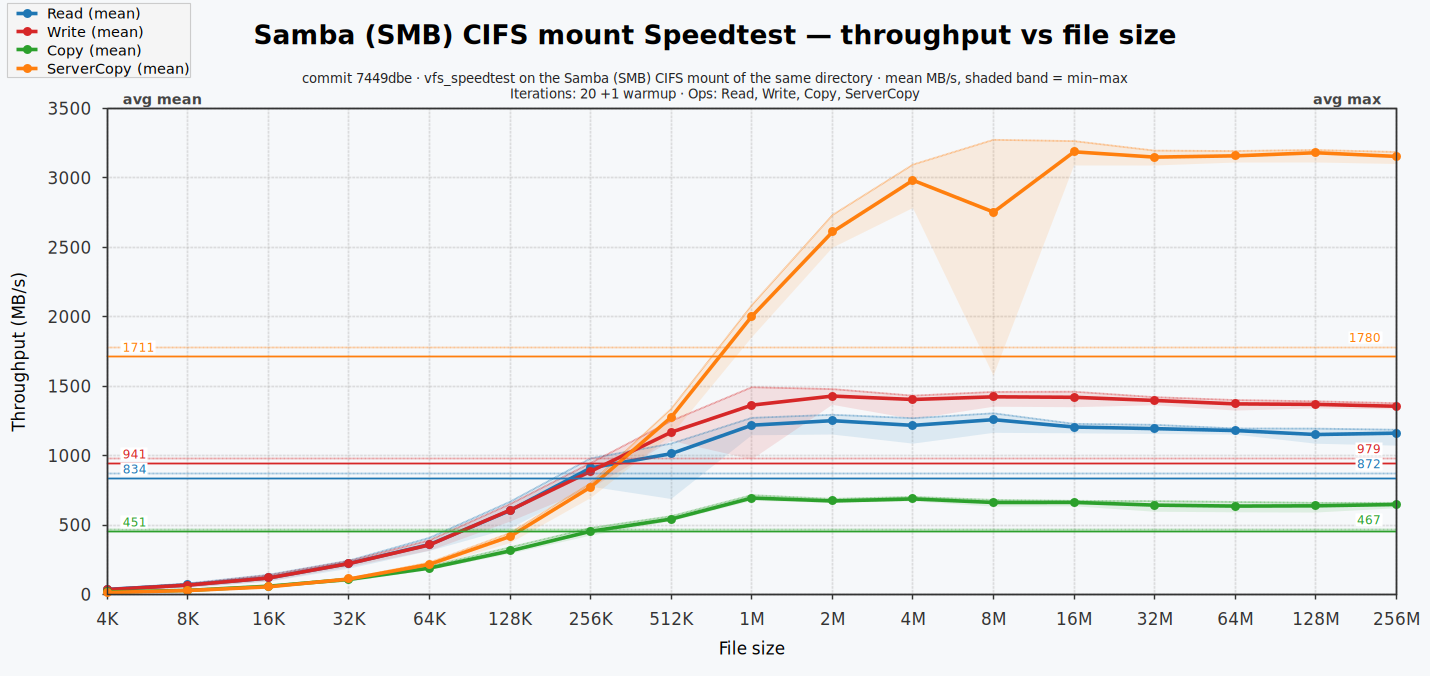 Read (mean)
Write (mean)
Copy (mean)
ServerCopy (mean)
Samba (SMB) CIFS mount Speedtest — throughput vs file size
commit 7449dbe · vfs_speedtest on the Samba (SMB) CIFS mount of the same directory · mean MB/s, shaded band = min–max
Iterations: 20 +1 warmup · Ops: Read, Write, Copy, ServerCopy
avg mean
avg max
3500
3000
2500
2000
1500
1000
500
0
Throughput (MB/s)
1711
1780
941
979
834
872
451
467
4K 8K 16K 32K 64K 128K 256K 512K 1M 2M 4M 8M 16M 32M 64M 128M 256M
File size